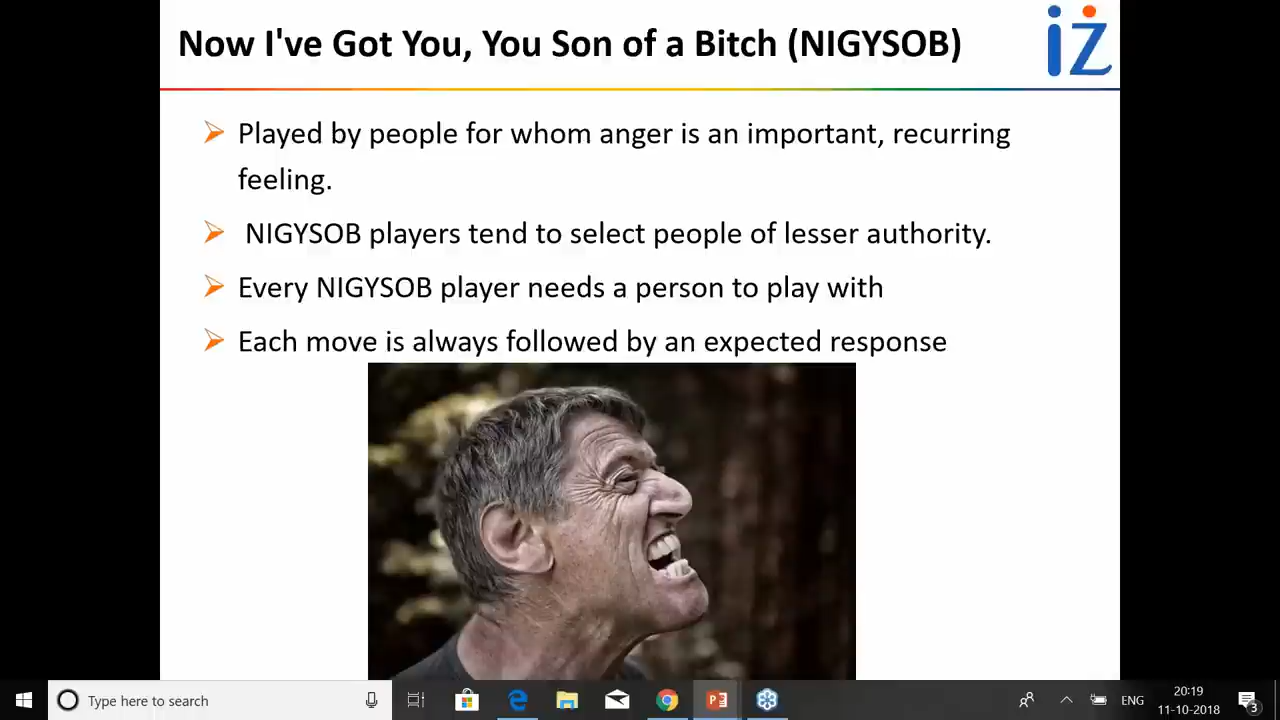 Now I've Got You, You Son of a Bitch (NIGYSOB)
iz
Played by people for whom anger is an important, recurring
feeling.
NIGYSOB players tend to select people of lesser authority.
Every NIGYSOB player needs a person to play with
Each move is always followed by an expected response
Type here to search
ENG
20:19
11-10-2018
3